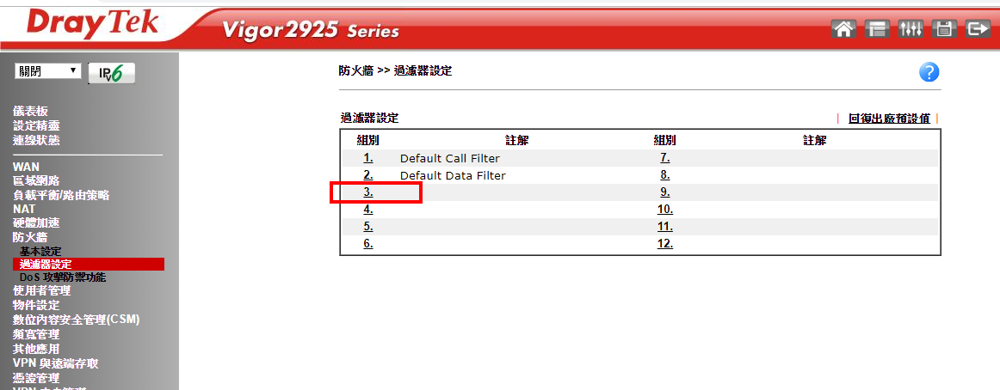 DrayTek
Vigor2925 Series
關閉
IPv6
儀表板
設定精靈
連線狀態
WAN
區域網路
負載平衡/路由策略
NAT
硬體加速
防火牆
基本設定
過濾器設定
DoS 攻擊防禦功能
使用者管理
物件設定
數位內容安全管理(CSM)
頻寬管理
其他應用
VPN 與遠端存取
憑證管理
防火牆 >> 過濾器設定
?
過濾器設定 | 回復出廠預設值 |
組別 註解 組別 註解
1. Default Call Filter 7.
2. Default Data Filter 8.
3. 9.
4. 10.
5. 11.
6. 12.